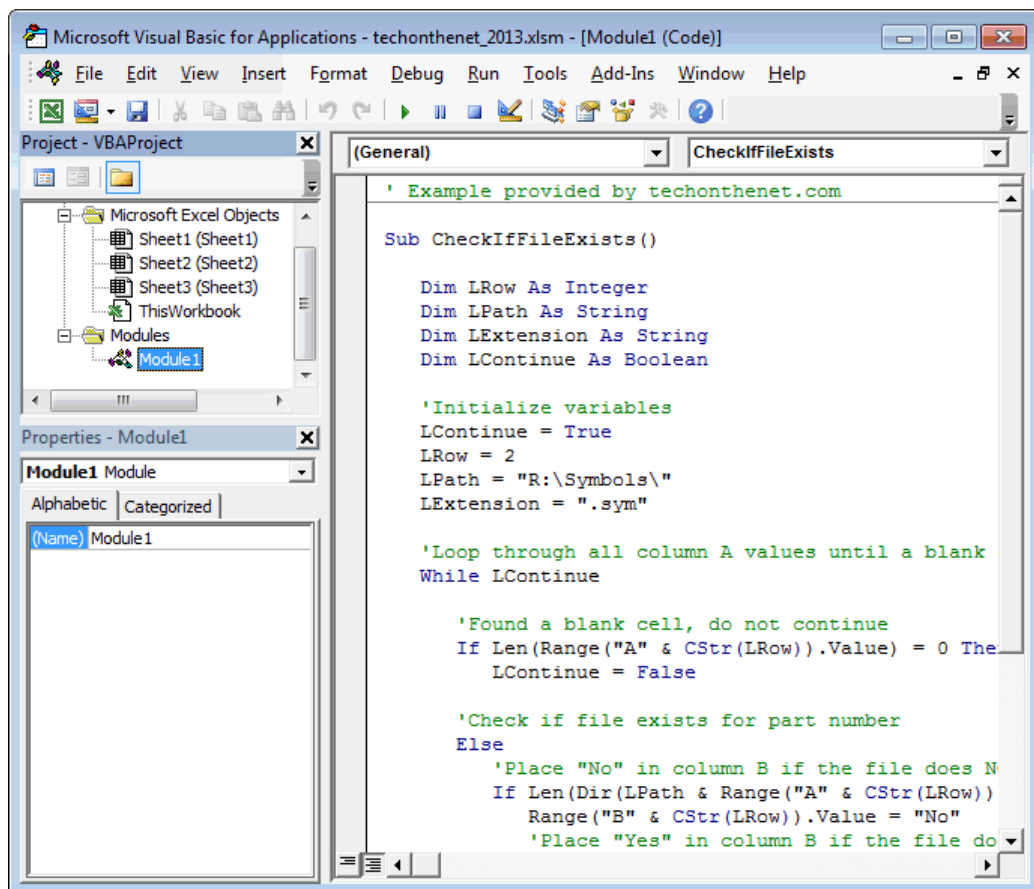 Microsoft Visual Basic for Applications - techonthenet_2013.xlsm - [Module1 (Code)]
File Edit View Insert Format Debug Run Tools Add-Ins Window Help
Project - VBAProject
Microsoft Excel Objects
Sheet1 (Sheet1)
Sheet2 (Sheet2)
Sheet3 (Sheet3)
ThisWorkbook
Modules
Module1
Properties - Module1
Module1 Module
Alphabetic Categorized
(Name) Module1
(General) CheckIfFileExists
' Example provided by techonthenet.com
Sub CheckIfFileExists()
Dim LRow As Integer
Dim LPath As String
Dim LExtension As String
Dim LContinue As Boolean
'Initialize variables
LContinue = True
LRow = 2
LPath = "R:\Symbols\"
LExtension = ".sym"
'Loop through all column A values until a blank
While LContinue
'Found a blank cell, do not continue
If Len(Range("A" & CStr(LRow)).Value) = 0 The
LContinue = False
'Check if file exists for part number
Else
'Place "No" in column B if the file does N
If Len(Dir(LPath & Range("A" & CStr(LRow))
Range("B" & CStr(LRow)).Value = "No"
'Place "Yes" in column B if the file do